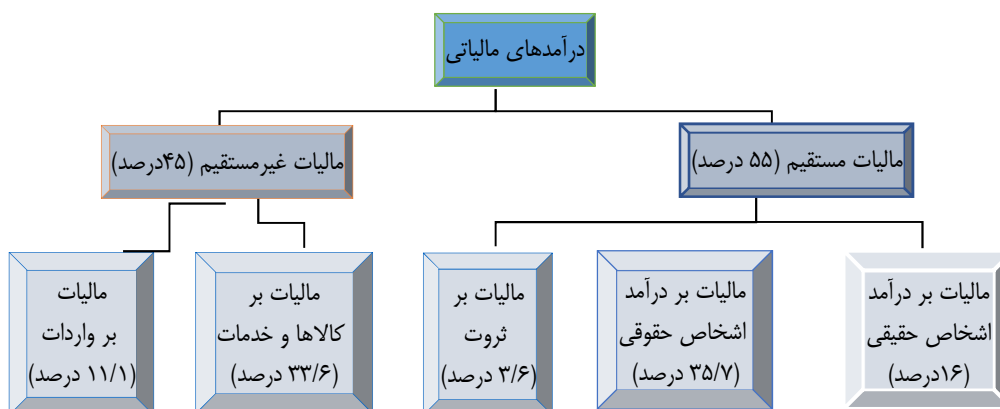 درآمدهای مالیاتی
مالیات مستقیم (۵۵ درصد)
مالیات غیرمستقیم (۴۵درصد)
مالیات بر درآمد
اشخاص حقیقی
(۱۶درصد)
مالیات بر درآمد
اشخاص حقوقی
(۳۵/۷ درصد)
مالیات بر
ثروت
(۳/۶ درصد)
مالیات بر
کالاها و خدمات
(۳۳/۶ درصد)
مالیات
بر واردات
(۱۱/۱ درصد)